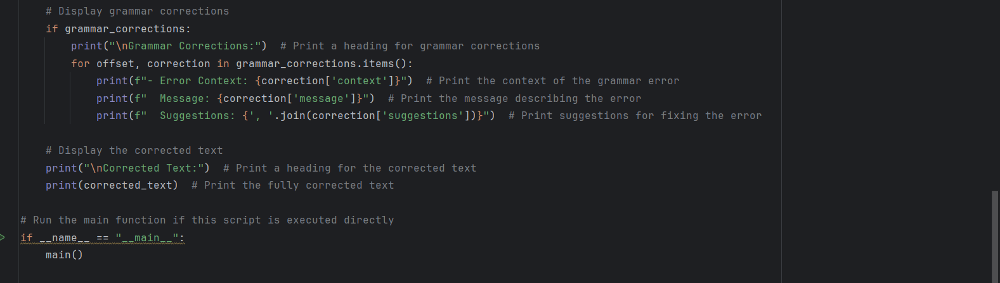 # Display grammar corrections
    if grammar_corrections:
        print("\nGrammar Corrections:")  # Print a heading for grammar corrections
        for offset, correction in grammar_corrections.items():
            print(f"- Error Context: {correction['context']}")  # Print the context of the grammar error
            print(f"  Message: {correction['message']}")  # Print the message describing the error
            print(f"  Suggestions: {', '.join(correction['suggestions'])}")  # Print suggestions for fixing the error

    # Display the corrected text
    print("\nCorrected Text:")  # Print a heading for the corrected text
    print(corrected_text)  # Print the fully corrected text

# Run the main function if this script is executed directly
if __name__ == "__main__":
    main()